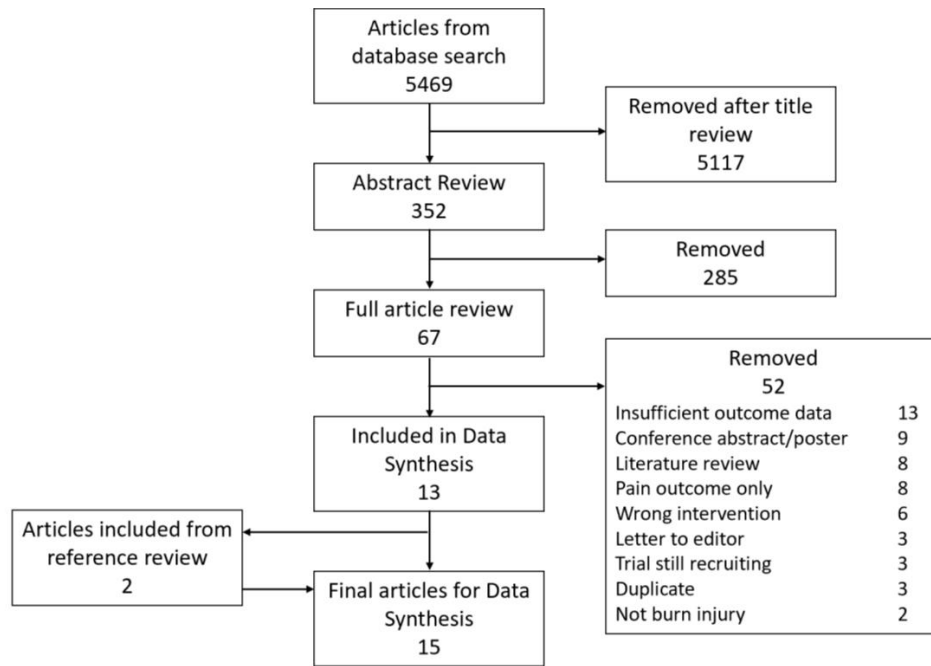 Articles from
database search
5469
Removed after title
review
5117
Abstract Review
352
Removed
285
Full article review
67
Removed
52
Insufficient outcome data 13
Conference abstract/poster 9
Literature review 8
Pain outcome only 8
Wrong intervention 6
Letter to editor 3
Trial still recruiting 3
Duplicate 3
Not burn injury 2
Included in Data
Synthesis
13
Articles included from
reference review
2
Final articles for Data
Synthesis
15